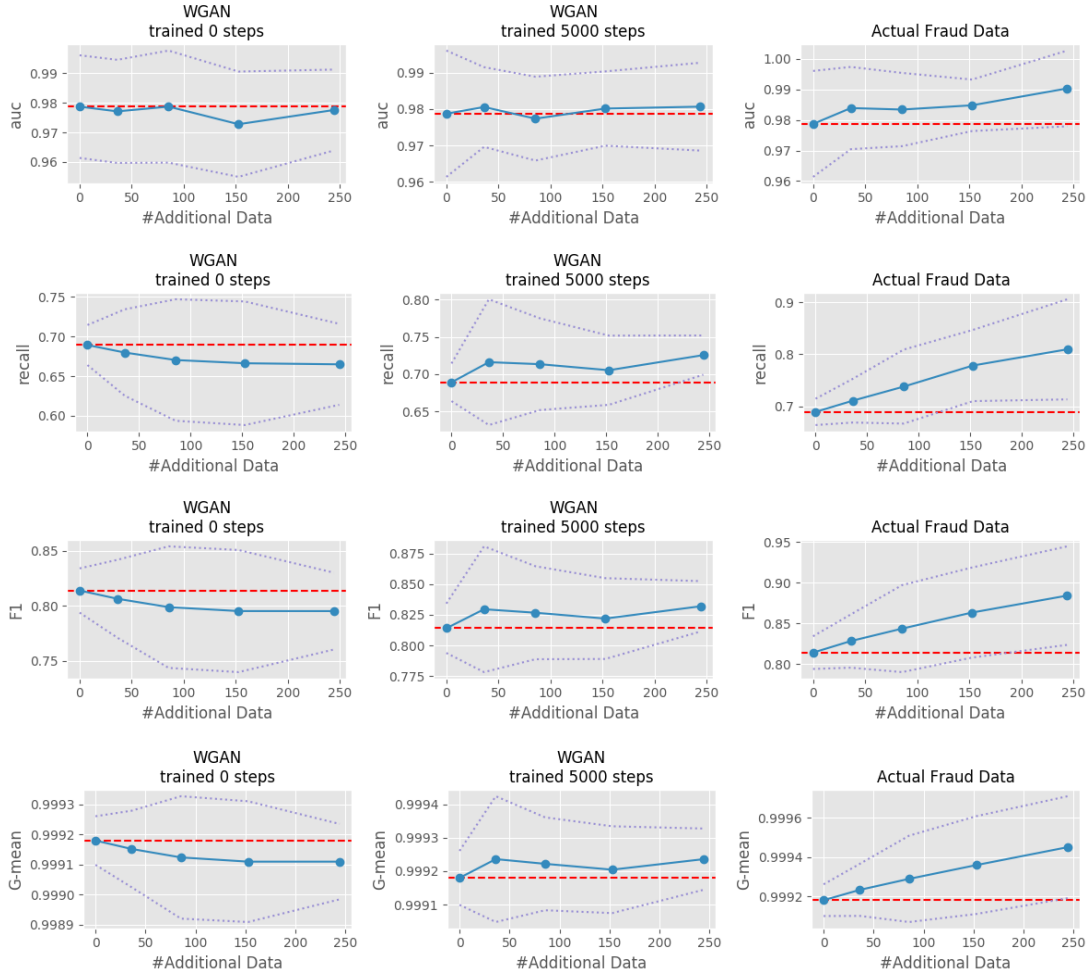 WGAN
trained 0 steps
WGAN
trained 5000 steps
Actual Fraud Data
0.99
0.98
0.97
0.96
auc
0 50 100 150 200 250
#Additional Data
0.99
0.98
0.97
0.96
auc
0 50 100 150 200 250
#Additional Data
1.00
0.99
0.98
0.97
0.96
auc
0 50 100 150 200 250
#Additional Data
WGAN
trained 0 steps
WGAN
trained 5000 steps
Actual Fraud Data
0.75
0.70
0.65
0.60
recall
0 50 100 150 200 250
#Additional Data
0.80
0.75
0.70
0.65
recall
0 50 100 150 200 250
#Additional Data
0.9
0.8
0.7
recall
0 50 100 150 200 250
#Additional Data
WGAN
trained 0 steps
WGAN
trained 5000 steps
Actual Fraud Data
0.85
0.80
0.75
F1
0 50 100 150 200 250
#Additional Data
0.875
0.850
0.825
0.800
0.775
F1
0 50 100 150 200 250
#Additional Data
0.95
0.90
0.85
0.80
F1
0 50 100 150 200 250
#Additional Data
WGAN
trained 0 steps
WGAN
trained 5000 steps
Actual Fraud Data
0.9993
0.9992
0.9991
0.9990
0.9989
G-mean
0 50 100 150 200 250
#Additional Data
0.9994
0.9993
0.9992
0.9991
G-mean
0 50 100 150 200 250
#Additional Data
0.9996
0.9994
0.9992
G-mean
0 50 100 150 200 250
#Additional Data